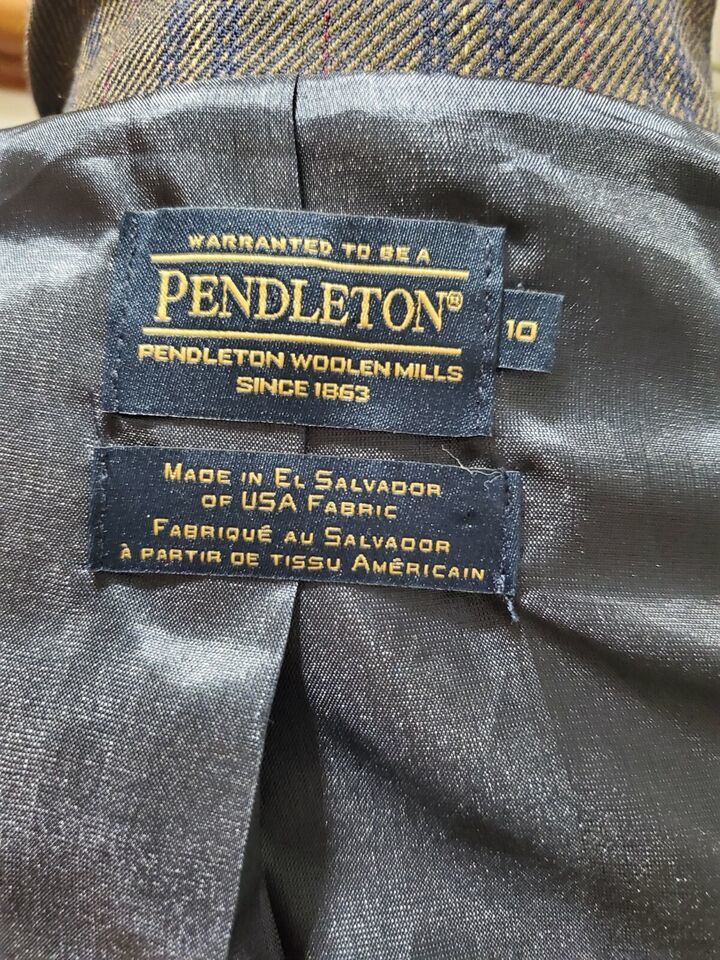 WARRANTED TO BE A
PENDLETON®
PENDLETON WOOLEN MILLS
SINCE 1863
10
MADE IN EL SALVADOR
OF USA FABRIC
FABRIQUÉ AU SALVADOR
À PARTIR DE TISSU AMÉRICAIN